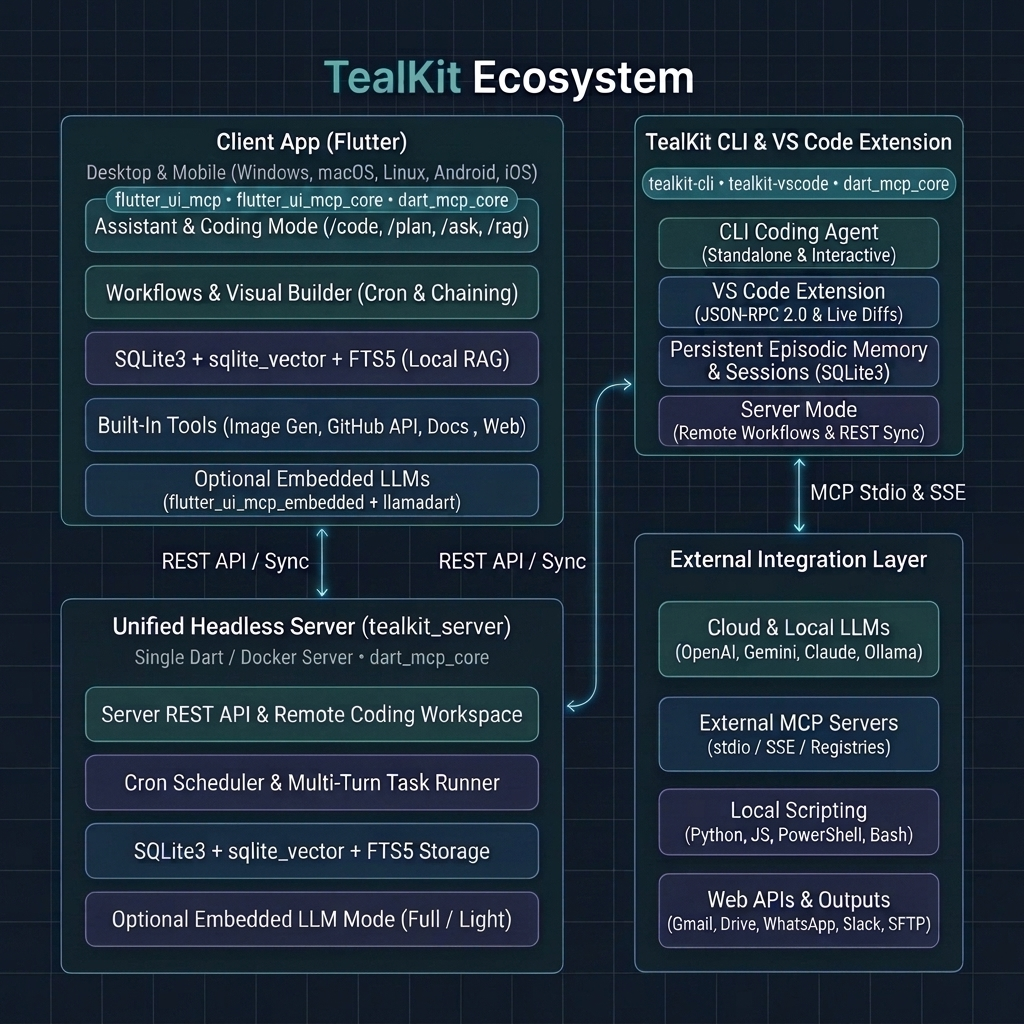 TealKit Ecosystem
Client App (Flutter)
Desktop & Mobile (Windows, macOS, Linux, Android, iOS)
flutter_ui_mcp • flutter_ui_mcp_core • dart_mcp_core
Assistant & Coding Mode (/code, /plan, /ask, /rag)
Workflows & Visual Builder (Cron & Chaining)
SQLite3 + sqlite_vector + FTS5 (Local RAG)
Built-In Tools (Image Gen, GitHub API, Docs , Web)
Optional Embedded LLMs
(flutter_ui_mcp_embedded + llamadart)
REST API / Sync
REST API / Sync
Unified Headless Server (tealkit_server)
Single Dart / Docker Server • dart_mcp_core
Server REST API & Remote Coding Workspace
Cron Scheduler & Multi-Turn Task Runner
SQLite3 + sqlite_vector + FTS5 Storage
Optional Embedded LLM Mode (Full / Light)
TealKit CLI & VS Code Extension
tealkit-cli • tealkit-vscode • dart_mcp_core
CLI Coding Agent
(Standalone & Interactive)
VS Code Extension
(JSON-RPC 2.0 & Live Diffs)
Persistent Episodic Memory
& Sessions (SQLite3)
Server Mode
(Remote Workflows & REST Sync)
MCP Stdio & SSE
External Integration Layer
Cloud & Local LLMs
(OpenAI, Gemini, Claude, Ollama)
External MCP Servers
(stdio / SSE / Registries)
Local Scripting
(Python, JS, PowerShell, Bash)
Web APIs & Outputs
(Gmail, Drive, WhatsApp, Slack, SFTP)